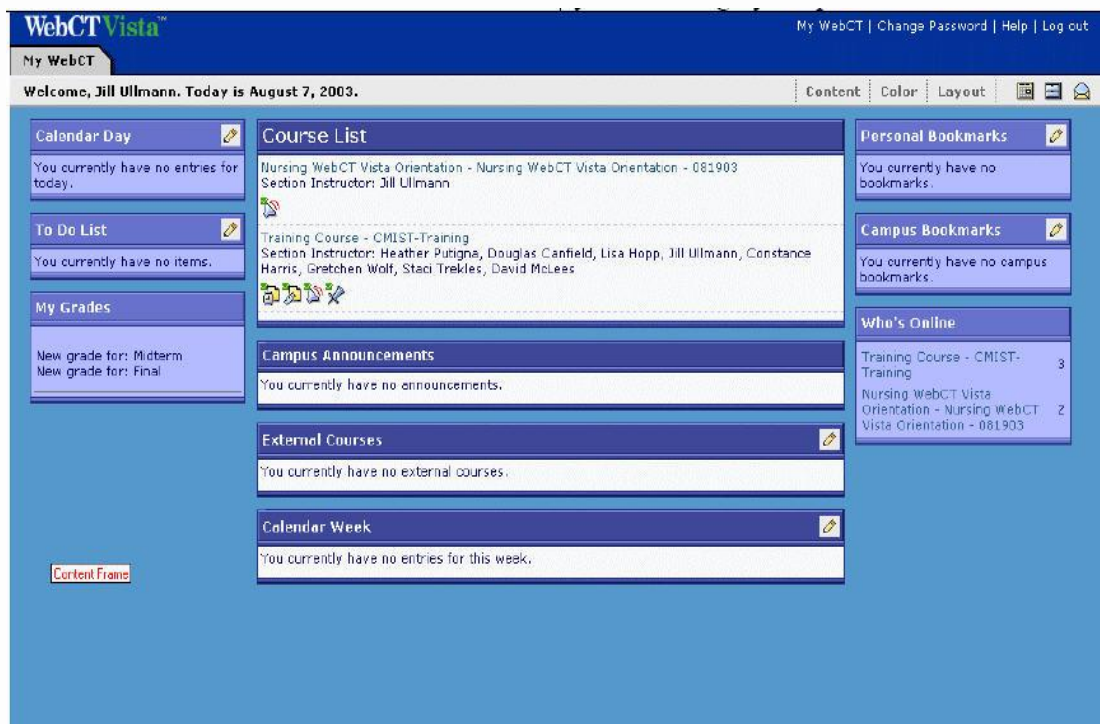 WebCT Vista™
My WebCT | Change Password | Help | Log out
My WebCT
Welcome, Jill Ullmann. Today is August 7, 2003.
Content Color Layout
Calendar Day
You currently have no entries for
today.
To Do List
You currently have no items.
My Grades
New grade for: Midterm
New grade for: Final
Content Frame
Course List
Nursing WebCT Vista Orientation - Nursing WebCT Vista Orientation - 081903
Section Instructor: Jill Ullmann
Training Course - CMIST-Training
Section Instructor: Heather Putigna, Douglas Canfield, Lisa Hopp, Jill Ullmann, Constance
Harris, Gretchen Wolf, Staci Trekles, David McLees
Campus Announcements
You currently have no announcements.
External Courses
You currently have no external courses.
Calendar Week
You currently have no entries for this week.
Personal Bookmarks
You currently have no
bookmarks.
Campus Bookmarks
You currently have no campus
bookmarks.
Who's Online
Training Course - CMIST- 3
Training
Nursing WebCT Vista
Orientation - Nursing WebCT 2
Vista Orientation - 081903